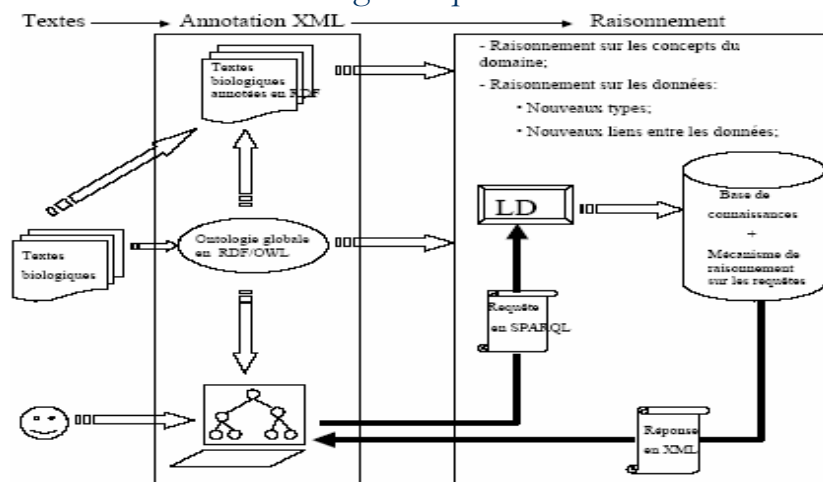 Textes Annotation XML Raisonnement
Textes
biologiques
annotées en RDF
- Raisonnement sur les concepts du
domaine;
- Raisonnement sur les données:
• Nouveaux types;
• Nouveaux liens entre les données;
LD
Base de
connaissances
+
Mécanisme de
raisonnement
sur les requêtes
Textes
biologiques
Ontologie globale
en RDF/OWL
Requête
en SPARQL
Réponse
en XML